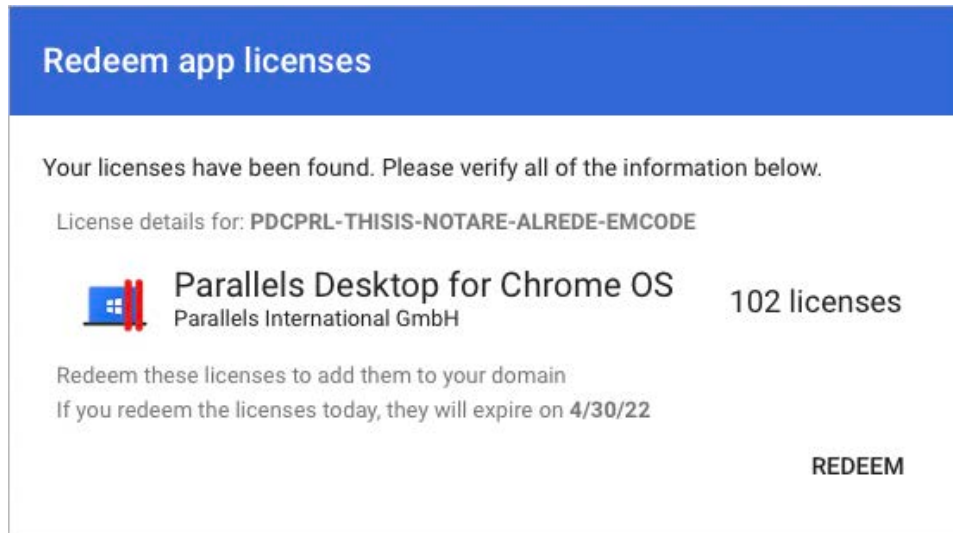 Redeem app licenses
Your licenses have been found. Please verify all of the information below.
License details for: PDCPRL-THISIS-NOTARE-ALREDE-EMCODE
Parallels Desktop for Chrome OS
102 licenses
Parallels International GmbH
Redeem these licenses to add them to your domain
If you redeem the licenses today, they will expire on 4/30/22
REDEEM